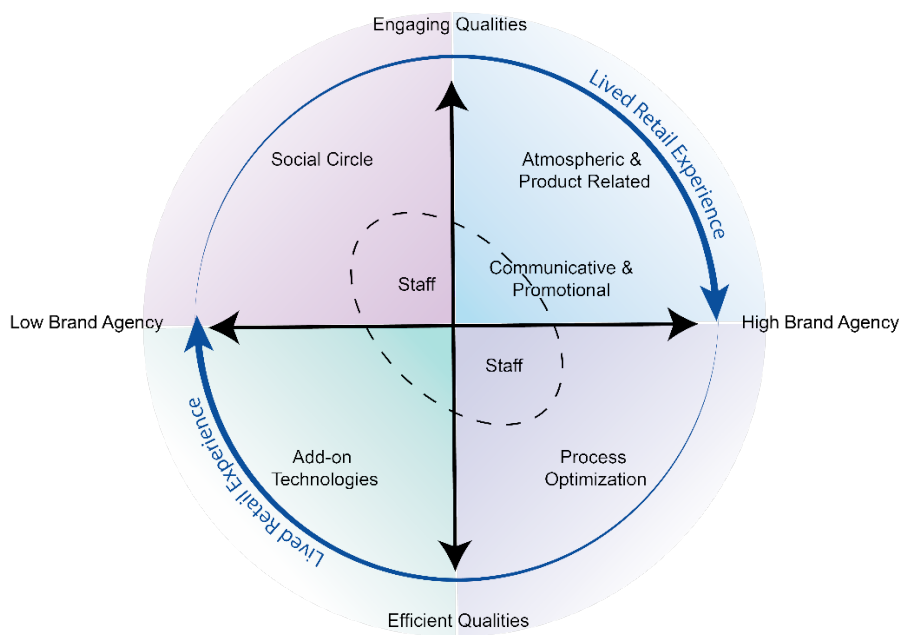 Engaging Qualities
Lived Retail Experience
Social Circle
Atmospheric &
Product Related
Staff
Communicative &
Promotional
Low Brand Agency
High Brand Agency
Staff
Add-on
Technologies
Process
Optimization
Lived Retail Experience
Efficient Qualities